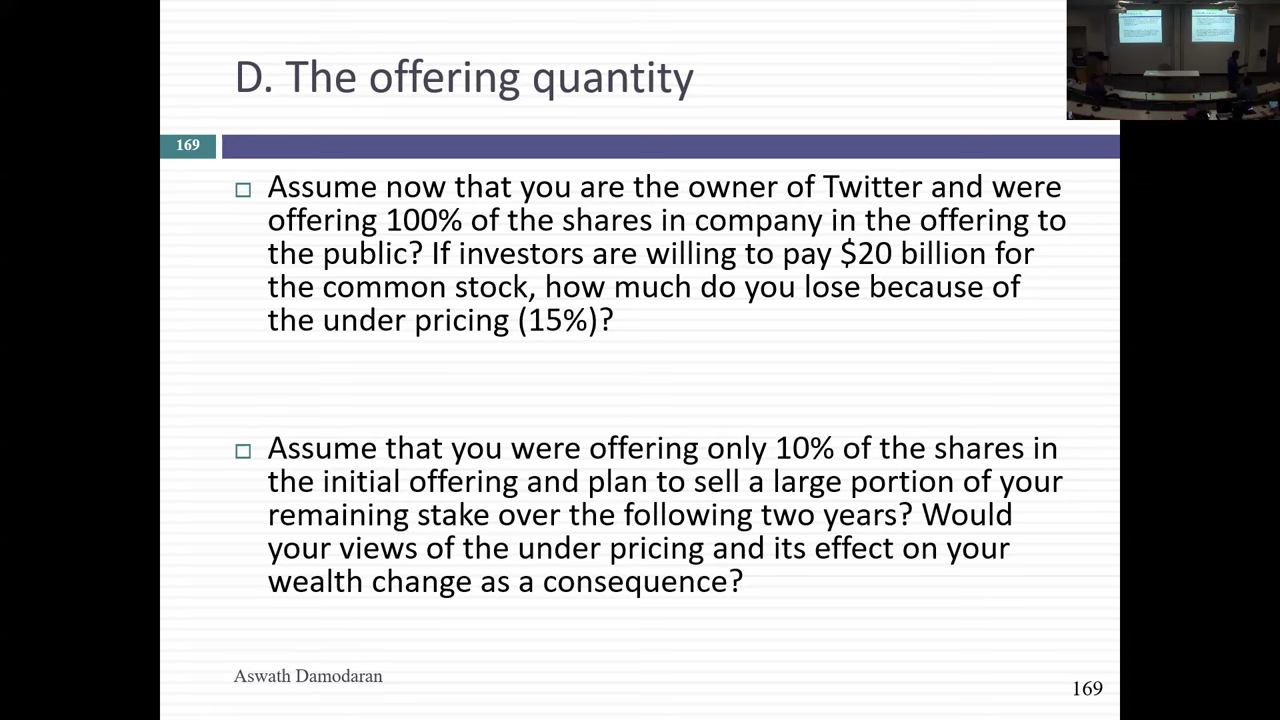 D. The offering quantity
169
□ Assume now that you are the owner of Twitter and were
offering 100% of the shares in company in the offering to
the public? If investors are willing to pay $20 billion for
the common stock, how much do you lose because of
the under pricing (15%)?
□ Assume that you were offering only 10% of the shares in
the initial offering and plan to sell a large portion of your
remaining stake over the following two years? Would
your views of the under pricing and its effect on your
wealth change as a consequence?
Aswath Damodaran
169